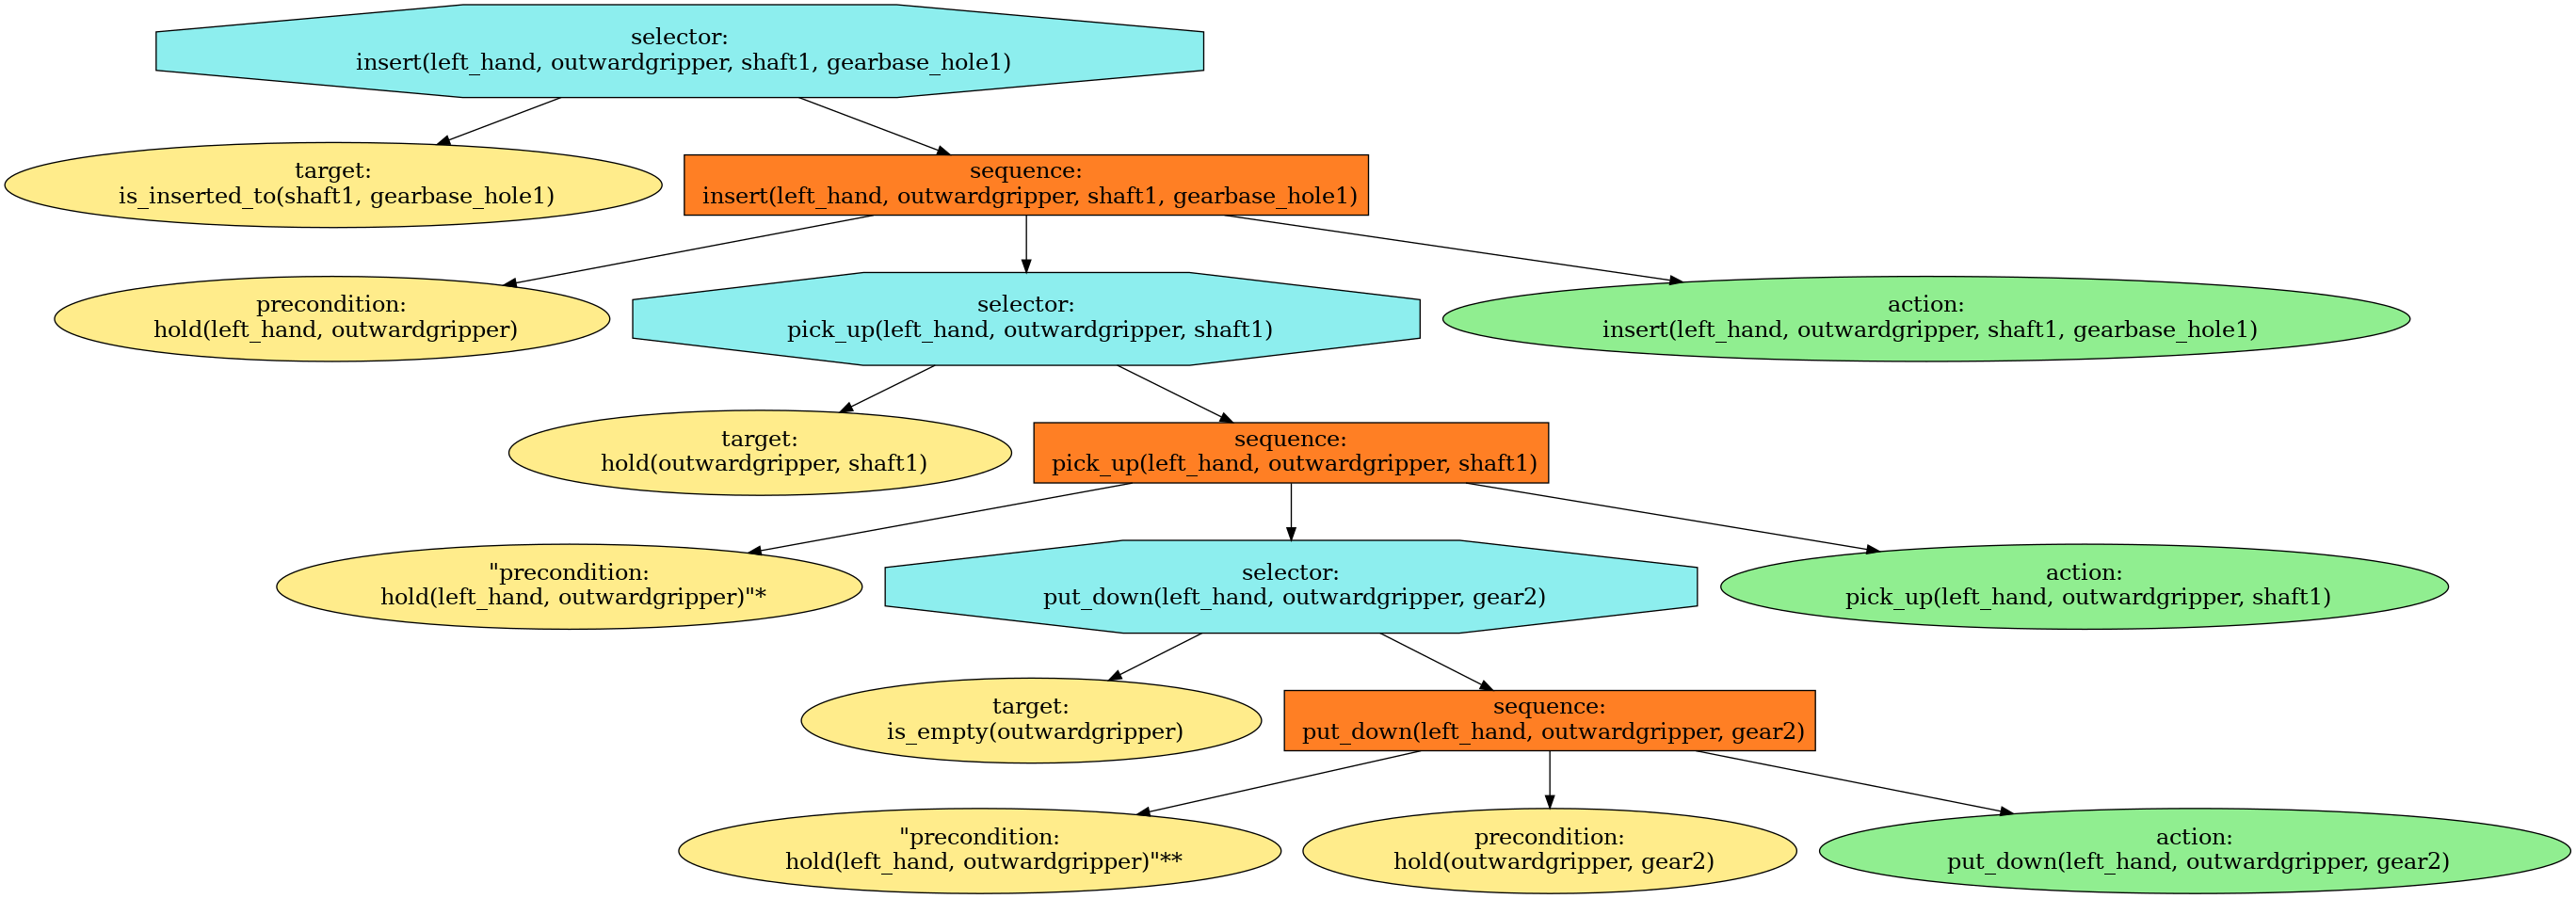 selector:
insert(left_hand, outwardgripper, shaft1, gearbase_hole1)
target:
is_inserted_to(shaft1, gearbase_hole1)
sequence:
insert(left_hand, outwardgripper, shaft1, gearbase_hole1)
precondition:
hold(left_hand, outwardgripper)
selector:
pick_up(left_hand, outwardgripper, shaft1)
action:
insert(left_hand, outwardgripper, shaft1, gearbase_hole1)
target:
hold(outwardgripper, shaft1)
sequence:
pick_up(left_hand, outwardgripper, shaft1)
"precondition:
hold(left_hand, outwardgripper)"*
selector:
put_down(left_hand, outwardgripper, gear2)
action:
pick_up(left_hand, outwardgripper, shaft1)
target:
is_empty(outwardgripper)
sequence:
put_down(left_hand, outwardgripper, gear2)
"precondition:
hold(left_hand, outwardgripper)"**
precondition:
hold(outwardgripper, gear2)
action:
put_down(left_hand, outwardgripper, gear2)